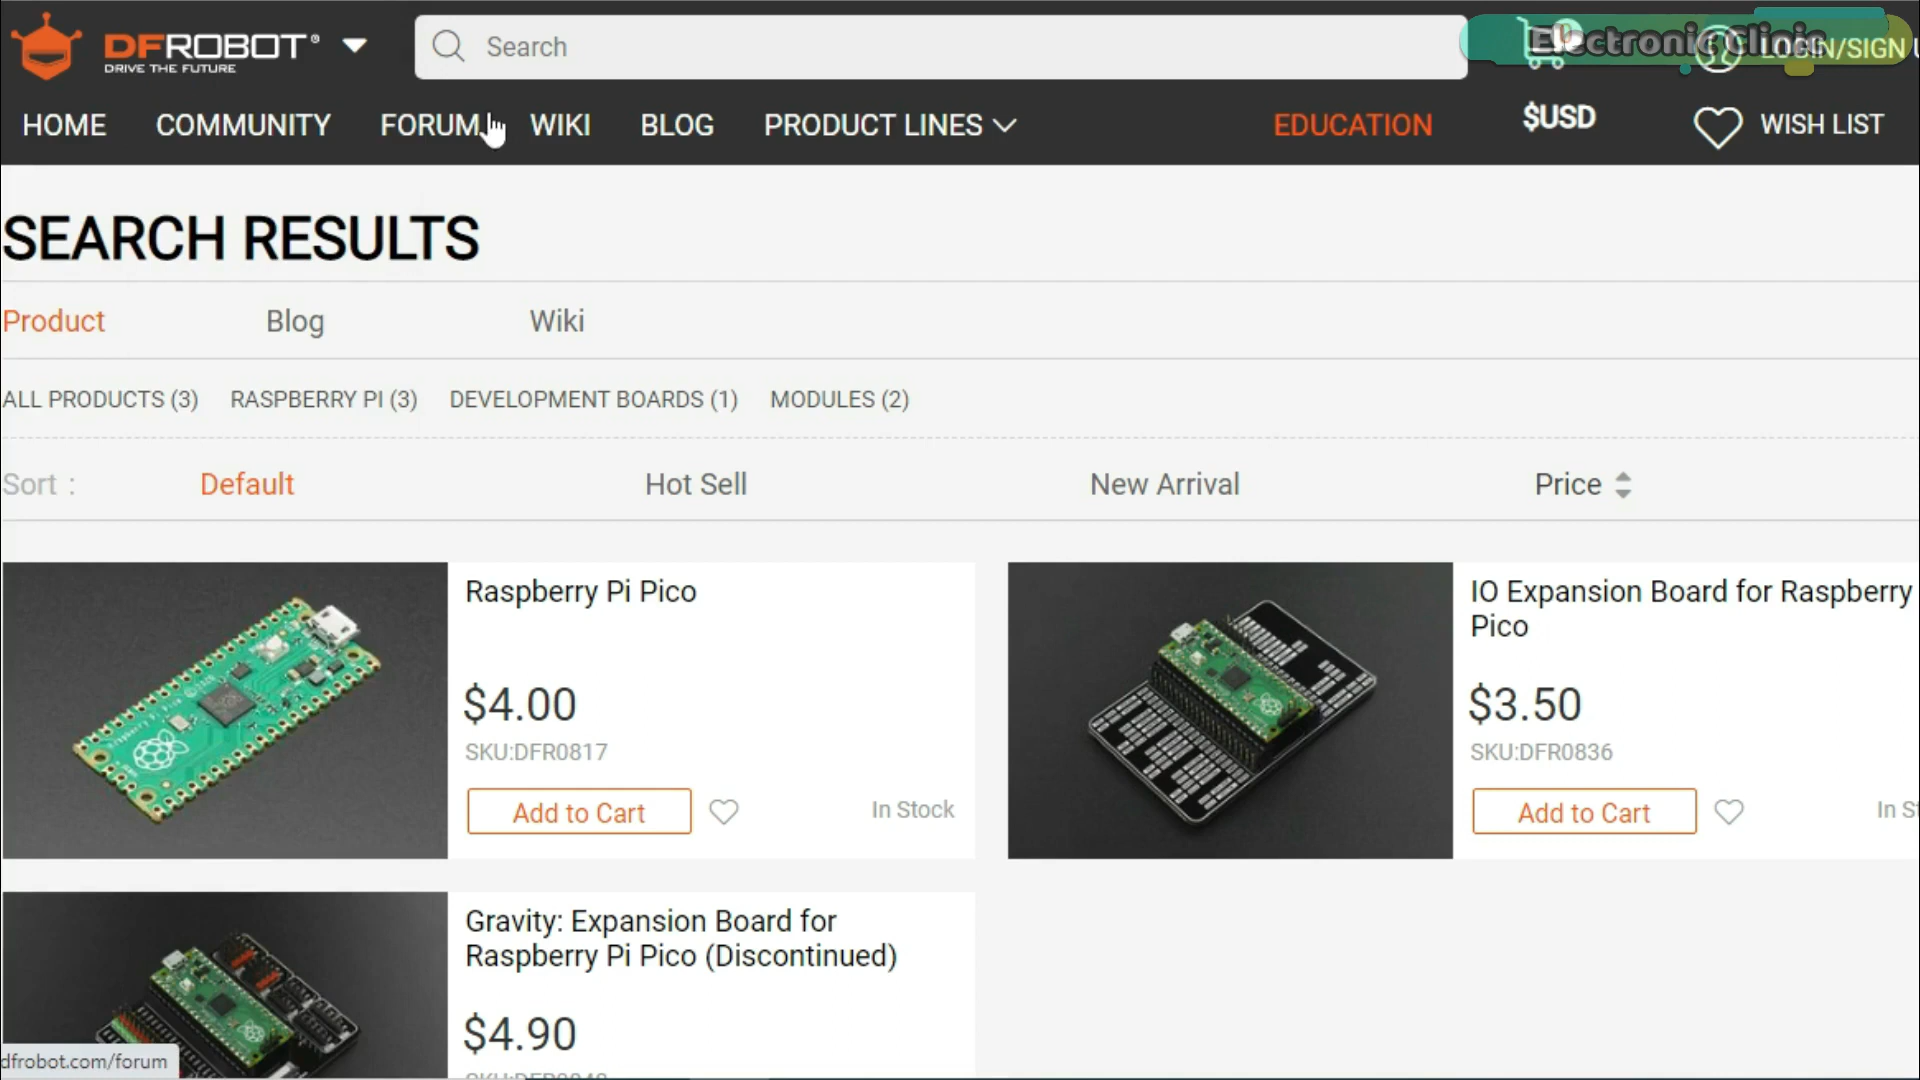 DFROBOT®
DRIVE THE FUTURE
Search
Electronic Clinic
LOGIN/SIGN
HOME
COMMUNITY
FORUM
WIKI
BLOG
PRODUCT LINES
EDUCATION
$USD
WISH LIST
SEARCH RESULTS
Product
Blog
Wiki
ALL PRODUCTS (3)
RASPBERRY PI (3)
DEVELOPMENT BOARDS (1)
MODULES (2)
Sort :
Default
Hot Sell
New Arrival
Price
Raspberry Pi Pico
$4.00
SKU:DFR0817
Add to Cart
In Stock
IO Expansion Board for Raspberry
Pico
$3.50
SKU:DFR0836
Add to Cart
In St
Gravity: Expansion Board for
Raspberry Pi Pico (Discontinued)
$4.90
dfrobot.com/forum